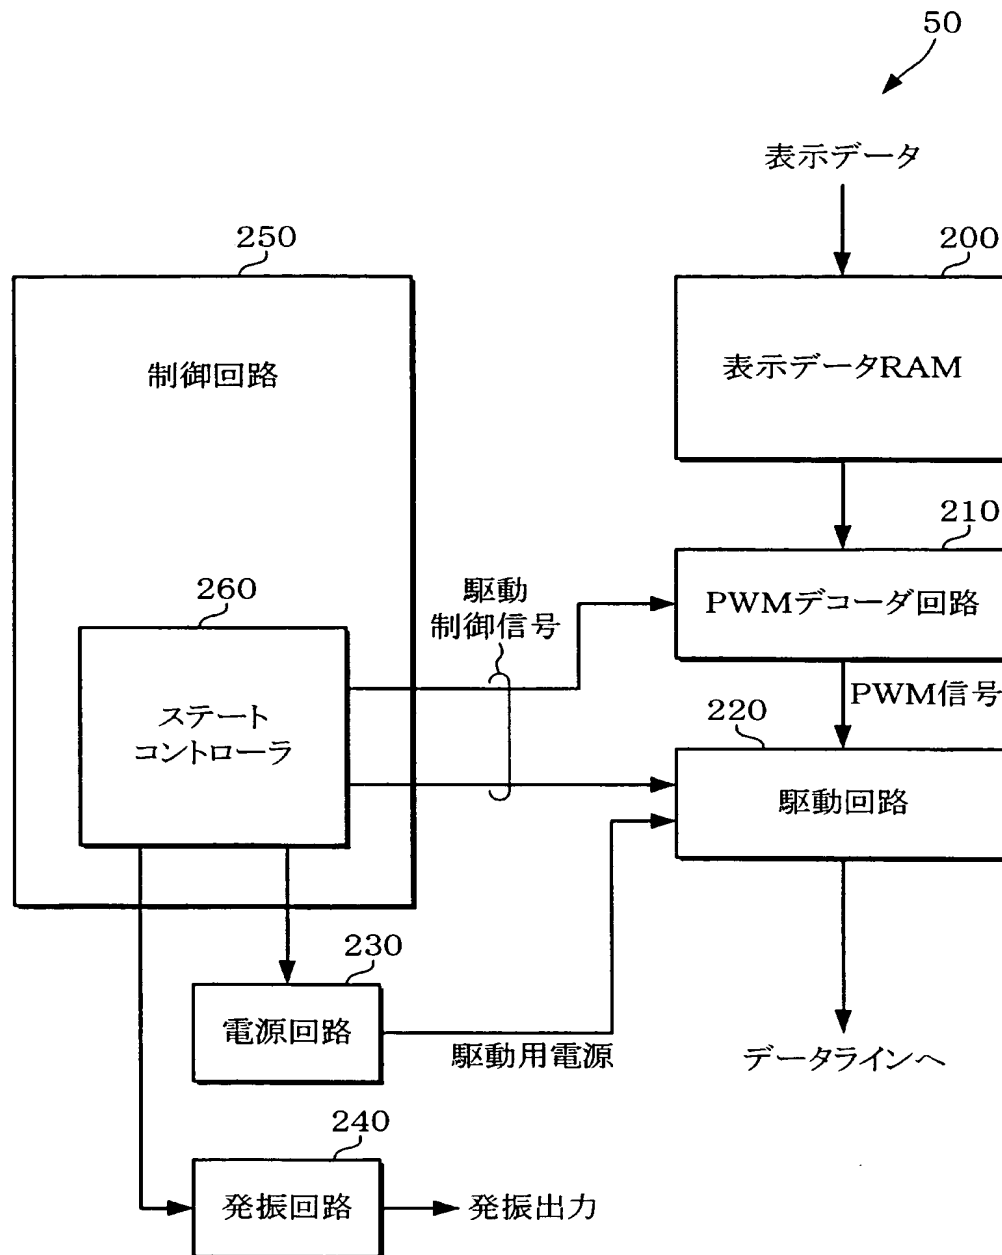 50
表示データ
250
200
制御回路
表示データRAM
210
260
駆動
制御信号
PWMデコーダ回路
PWM信号
ステート
コントローラ
220
駆動回路
230
電源回路
駆動用電源
データラインへ
240
発振回路
発振出力